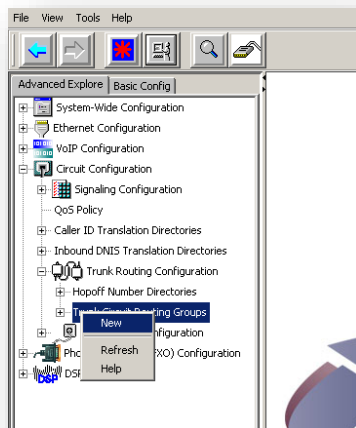 File View Tools Help
Advanced Explore Basic Config
System-Wide Configuration
Ethernet Configuration
VoIP Configuration
Circuit Configuration
Signaling Configuration
QoS Policy
Caller ID Translation Directories
Inbound DNIS Translation Directories
Trunk Routing Configuration
Hopoff Number Directories
Trunk Circuit Routing Groups
New
Refresh
Help
XO) Configuration
DSP